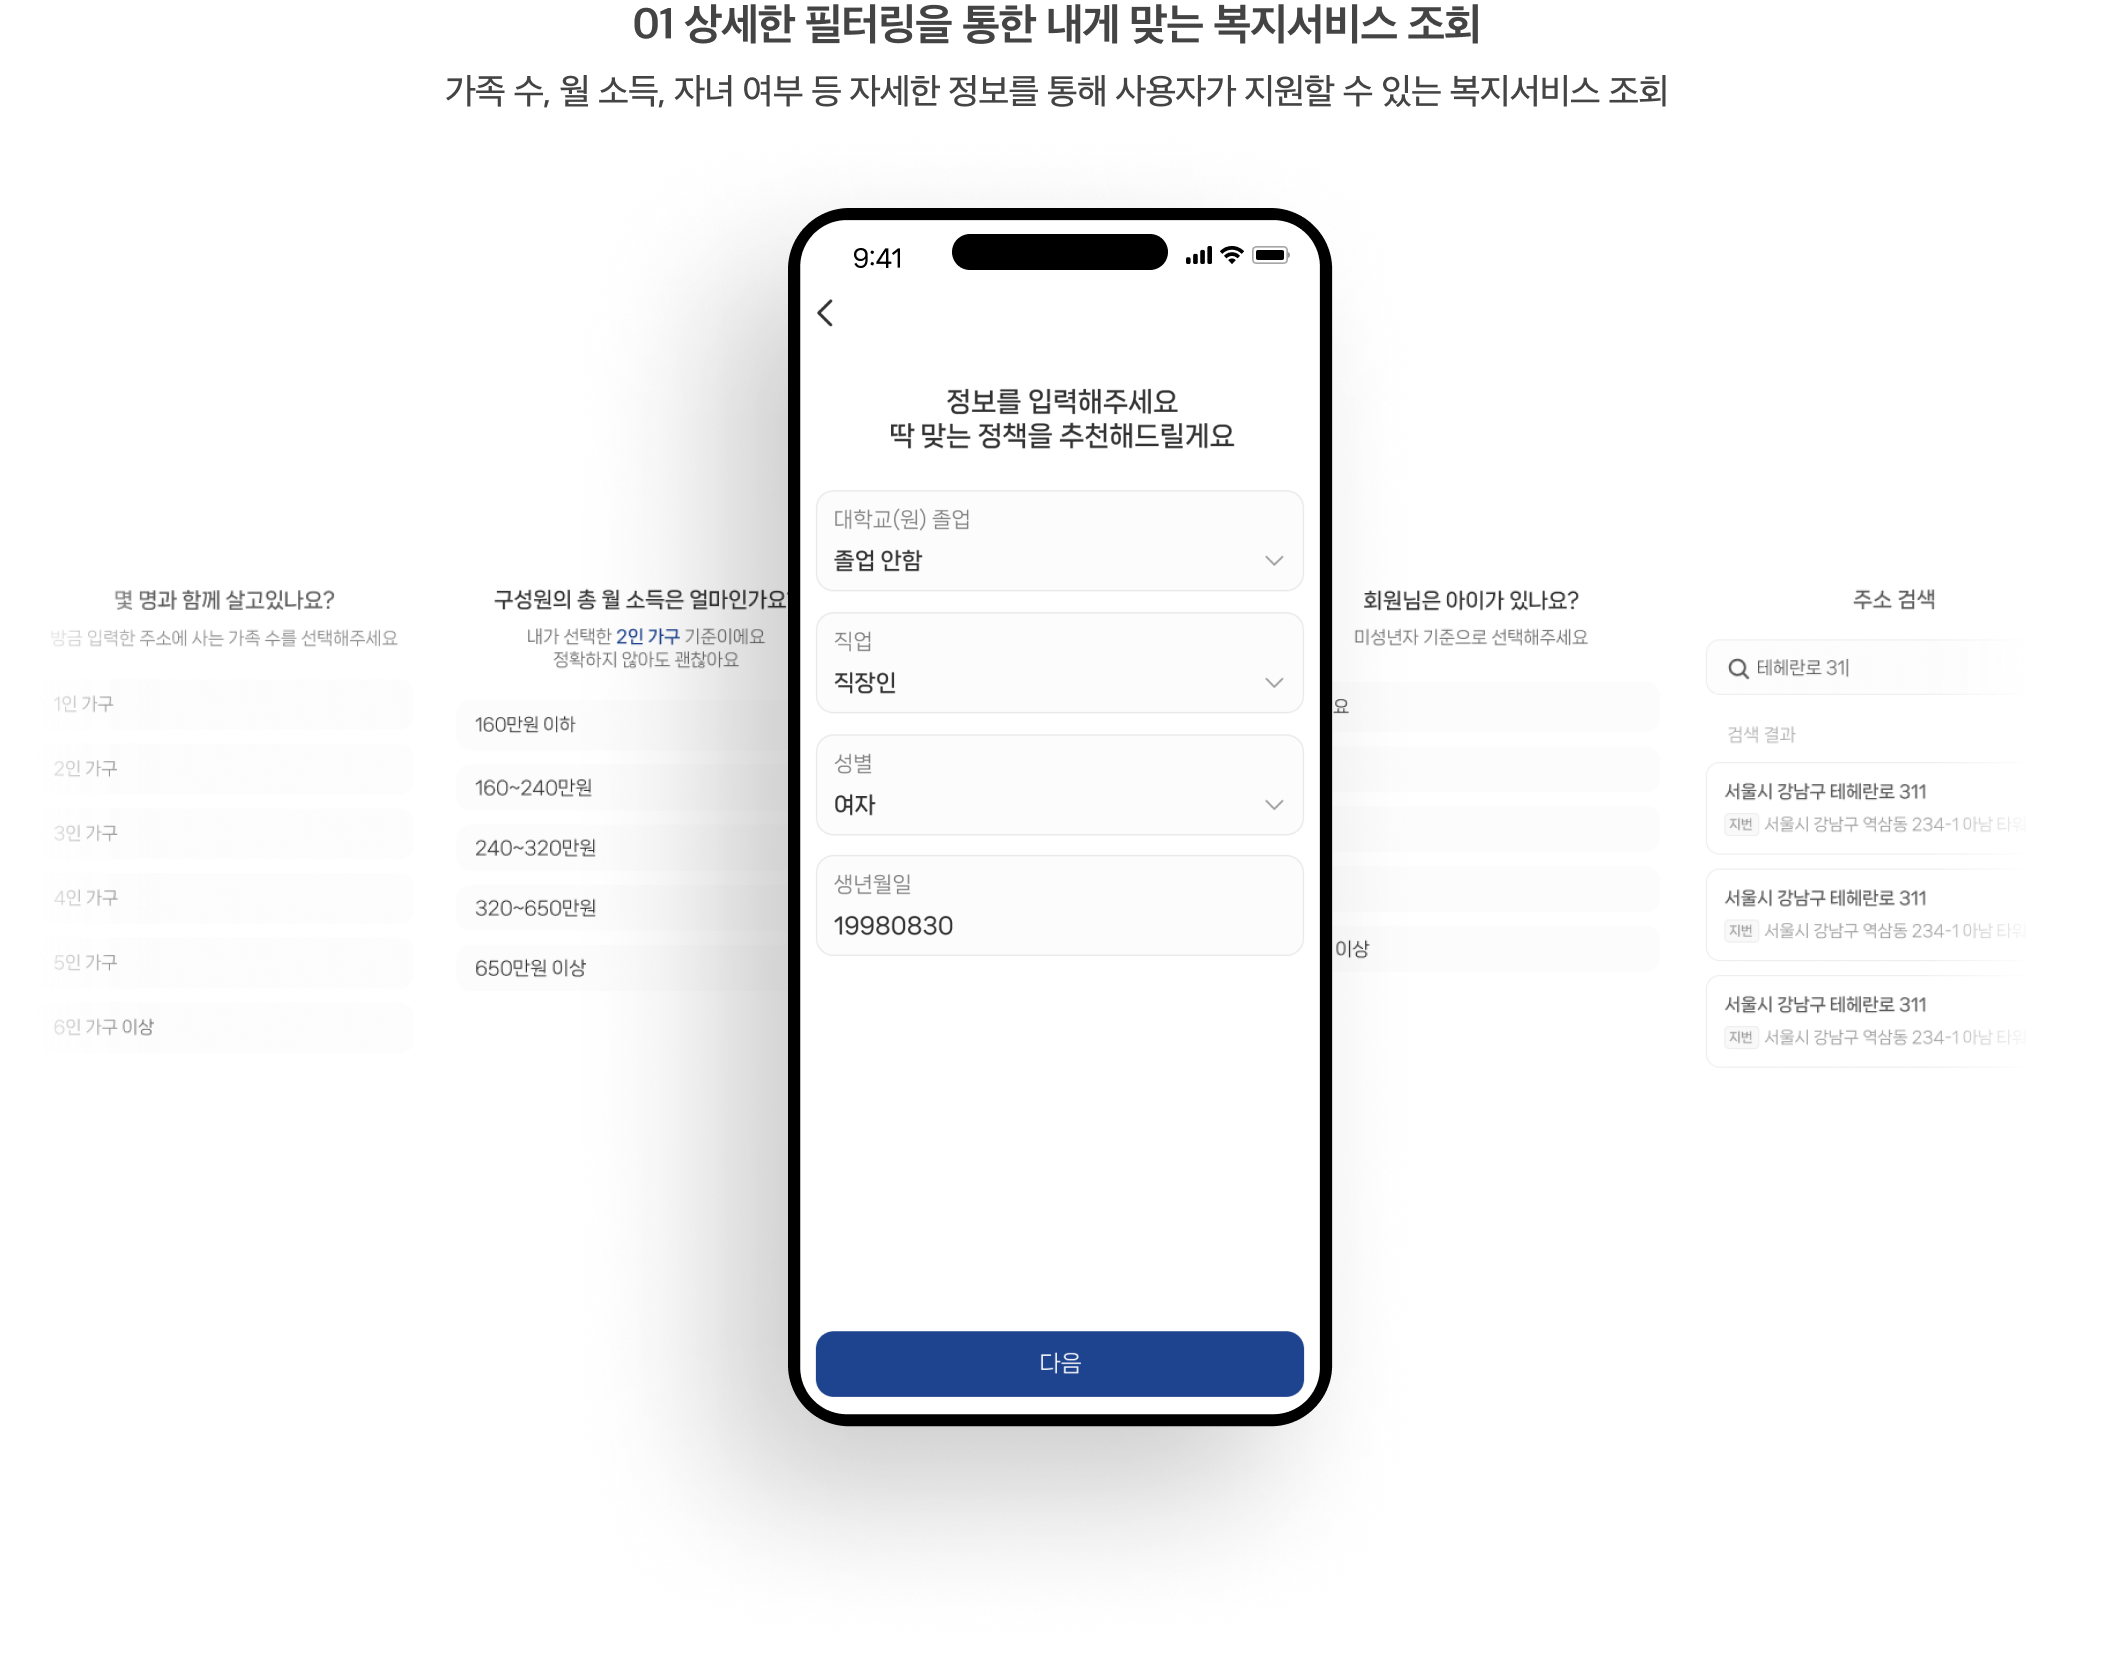 01 상세한 필터링을 통한 내게 맞는 복지서비스 조회
가족 수, 월 소득, 자녀 여부 등 자세한 정보를 통해 사용자가 지원할 수 있는 복지서비스 조회
몇 명과 함께 살고있나요?
방금 입력한 주소에 사는 가족 수를 선택해주세요
1인 가구
2인 가구
3인 가구
4인 가구
5인 가구
6인 가구 이상
구성원의 총 월 소득은 얼마인가요?
내가 선택한 2인 가구 기준이에요
정확하지 않아도 괜찮아요
160만원 이하
160~240만원
240~320만원
320~650만원
650만원 이상
9:41
정보를 입력해주세요
딱 맞는 정책을 추천해드릴게요
대학교(원) 졸업
졸업 안함
직업
직장인
성별
여자
생년월일
19980830
다음
회원님은 아이가 있나요?
미성년자 기준으로 선택해주세요
요
이상
주소 검색
테헤란로 31
검색 결과
서울시 강남구 테헤란로 311
지번 서울시 강남구 역삼동 234-1 아남 타워
서울시 강남구 테헤란로 311
지번 서울시 강남구 역삼동 234-1 아남 타워
서울시 강남구 테헤란로 311
지번 서울시 강남구 역삼동 234-1 아남 타워